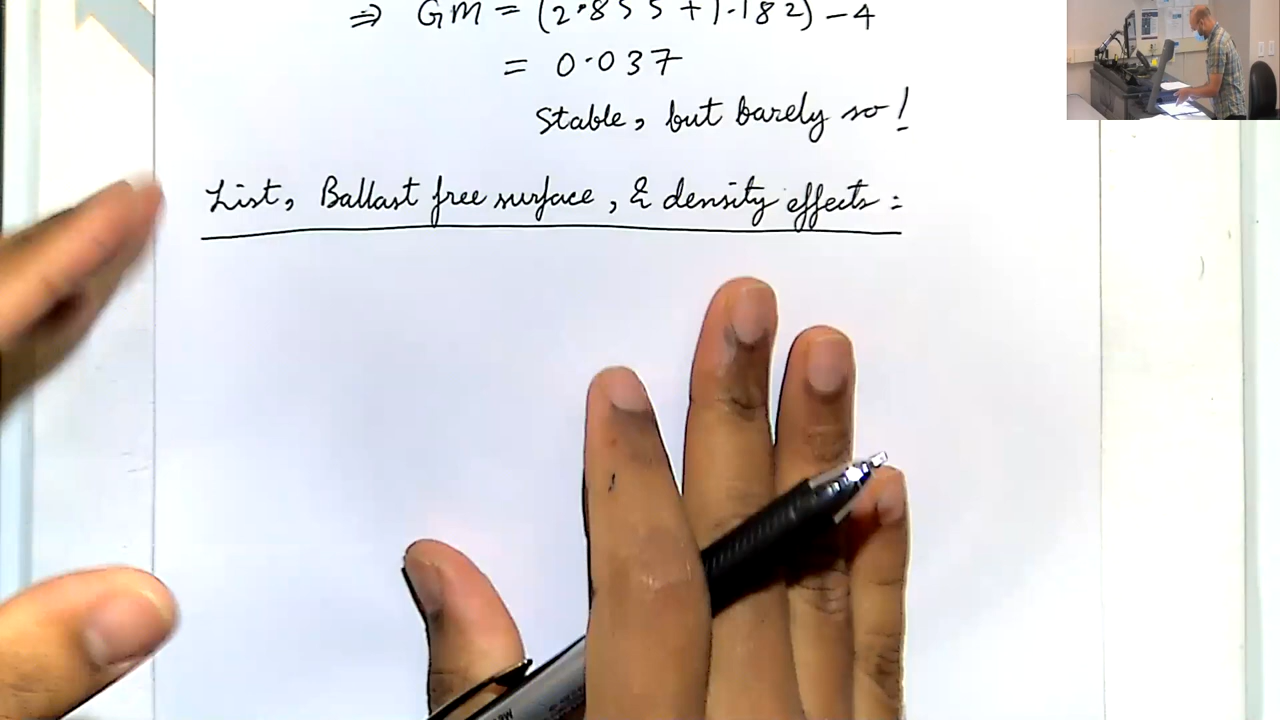 ⇒ GM = (2.855 + 1.182) - 4
= 0.037
Stable, but barely so!
List, Ballast free surface, & density effects: